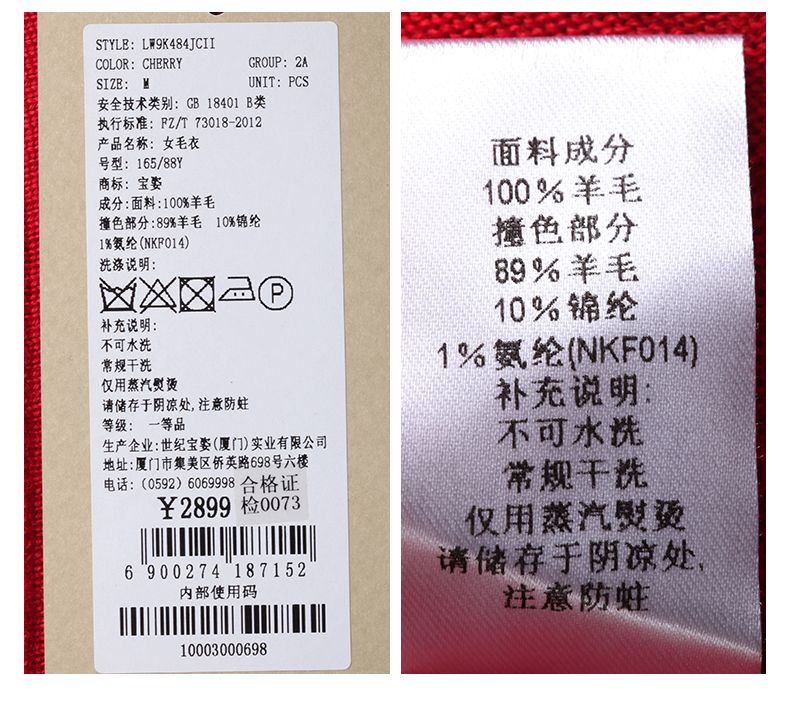 STYLE: LW9K484JCII
COLOR: CHERRY GROUP: 2A
SIZE: M UNIT: PCS
安全技术类别: GB 18401 B类
执行标准: FZ/T 73018-2012
产品名称: 女毛衣
号型: 165/88Y
商标: 宝姿
成分:面料:100%羊毛
撞色部分:89%羊毛 10%锦纶
1%氨纶(NKF014)
洗涤说明:
P
补充说明:
不可水洗
常规干洗
仅用蒸汽熨烫
请储存于阴凉处,注意防蛀
等级: 一等品
生产企业:世纪宝姿(厦门)实业有限公司
地址:厦门市集美区侨英路698号六楼
电话: (0592) 6069998
合格证
检0073
¥2899
6 900274 187152
内部使用码
10003000698
面料成分
100%羊毛
撞色部分
89%羊毛
10%锦纶
1%氨纶(NKF014)
补充说明:
不可水洗
常规干洗
仅用蒸汽熨烫
请储存于阴凉处,
注意防蛀